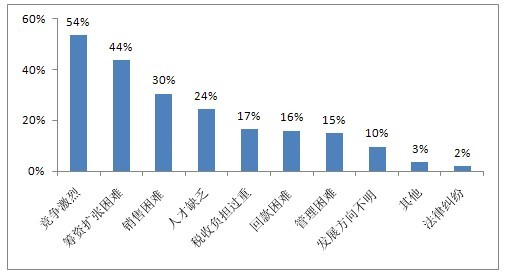 60%
40%
20%
0%
54%
44%
30%
24%
17%
16%
15%
10%
3%
2%
竞争激烈
筹资扩张困难
销售困难
人才缺乏
税收负担过重
回款困难
管理困难
发展方向不明
其他
法律纠纷